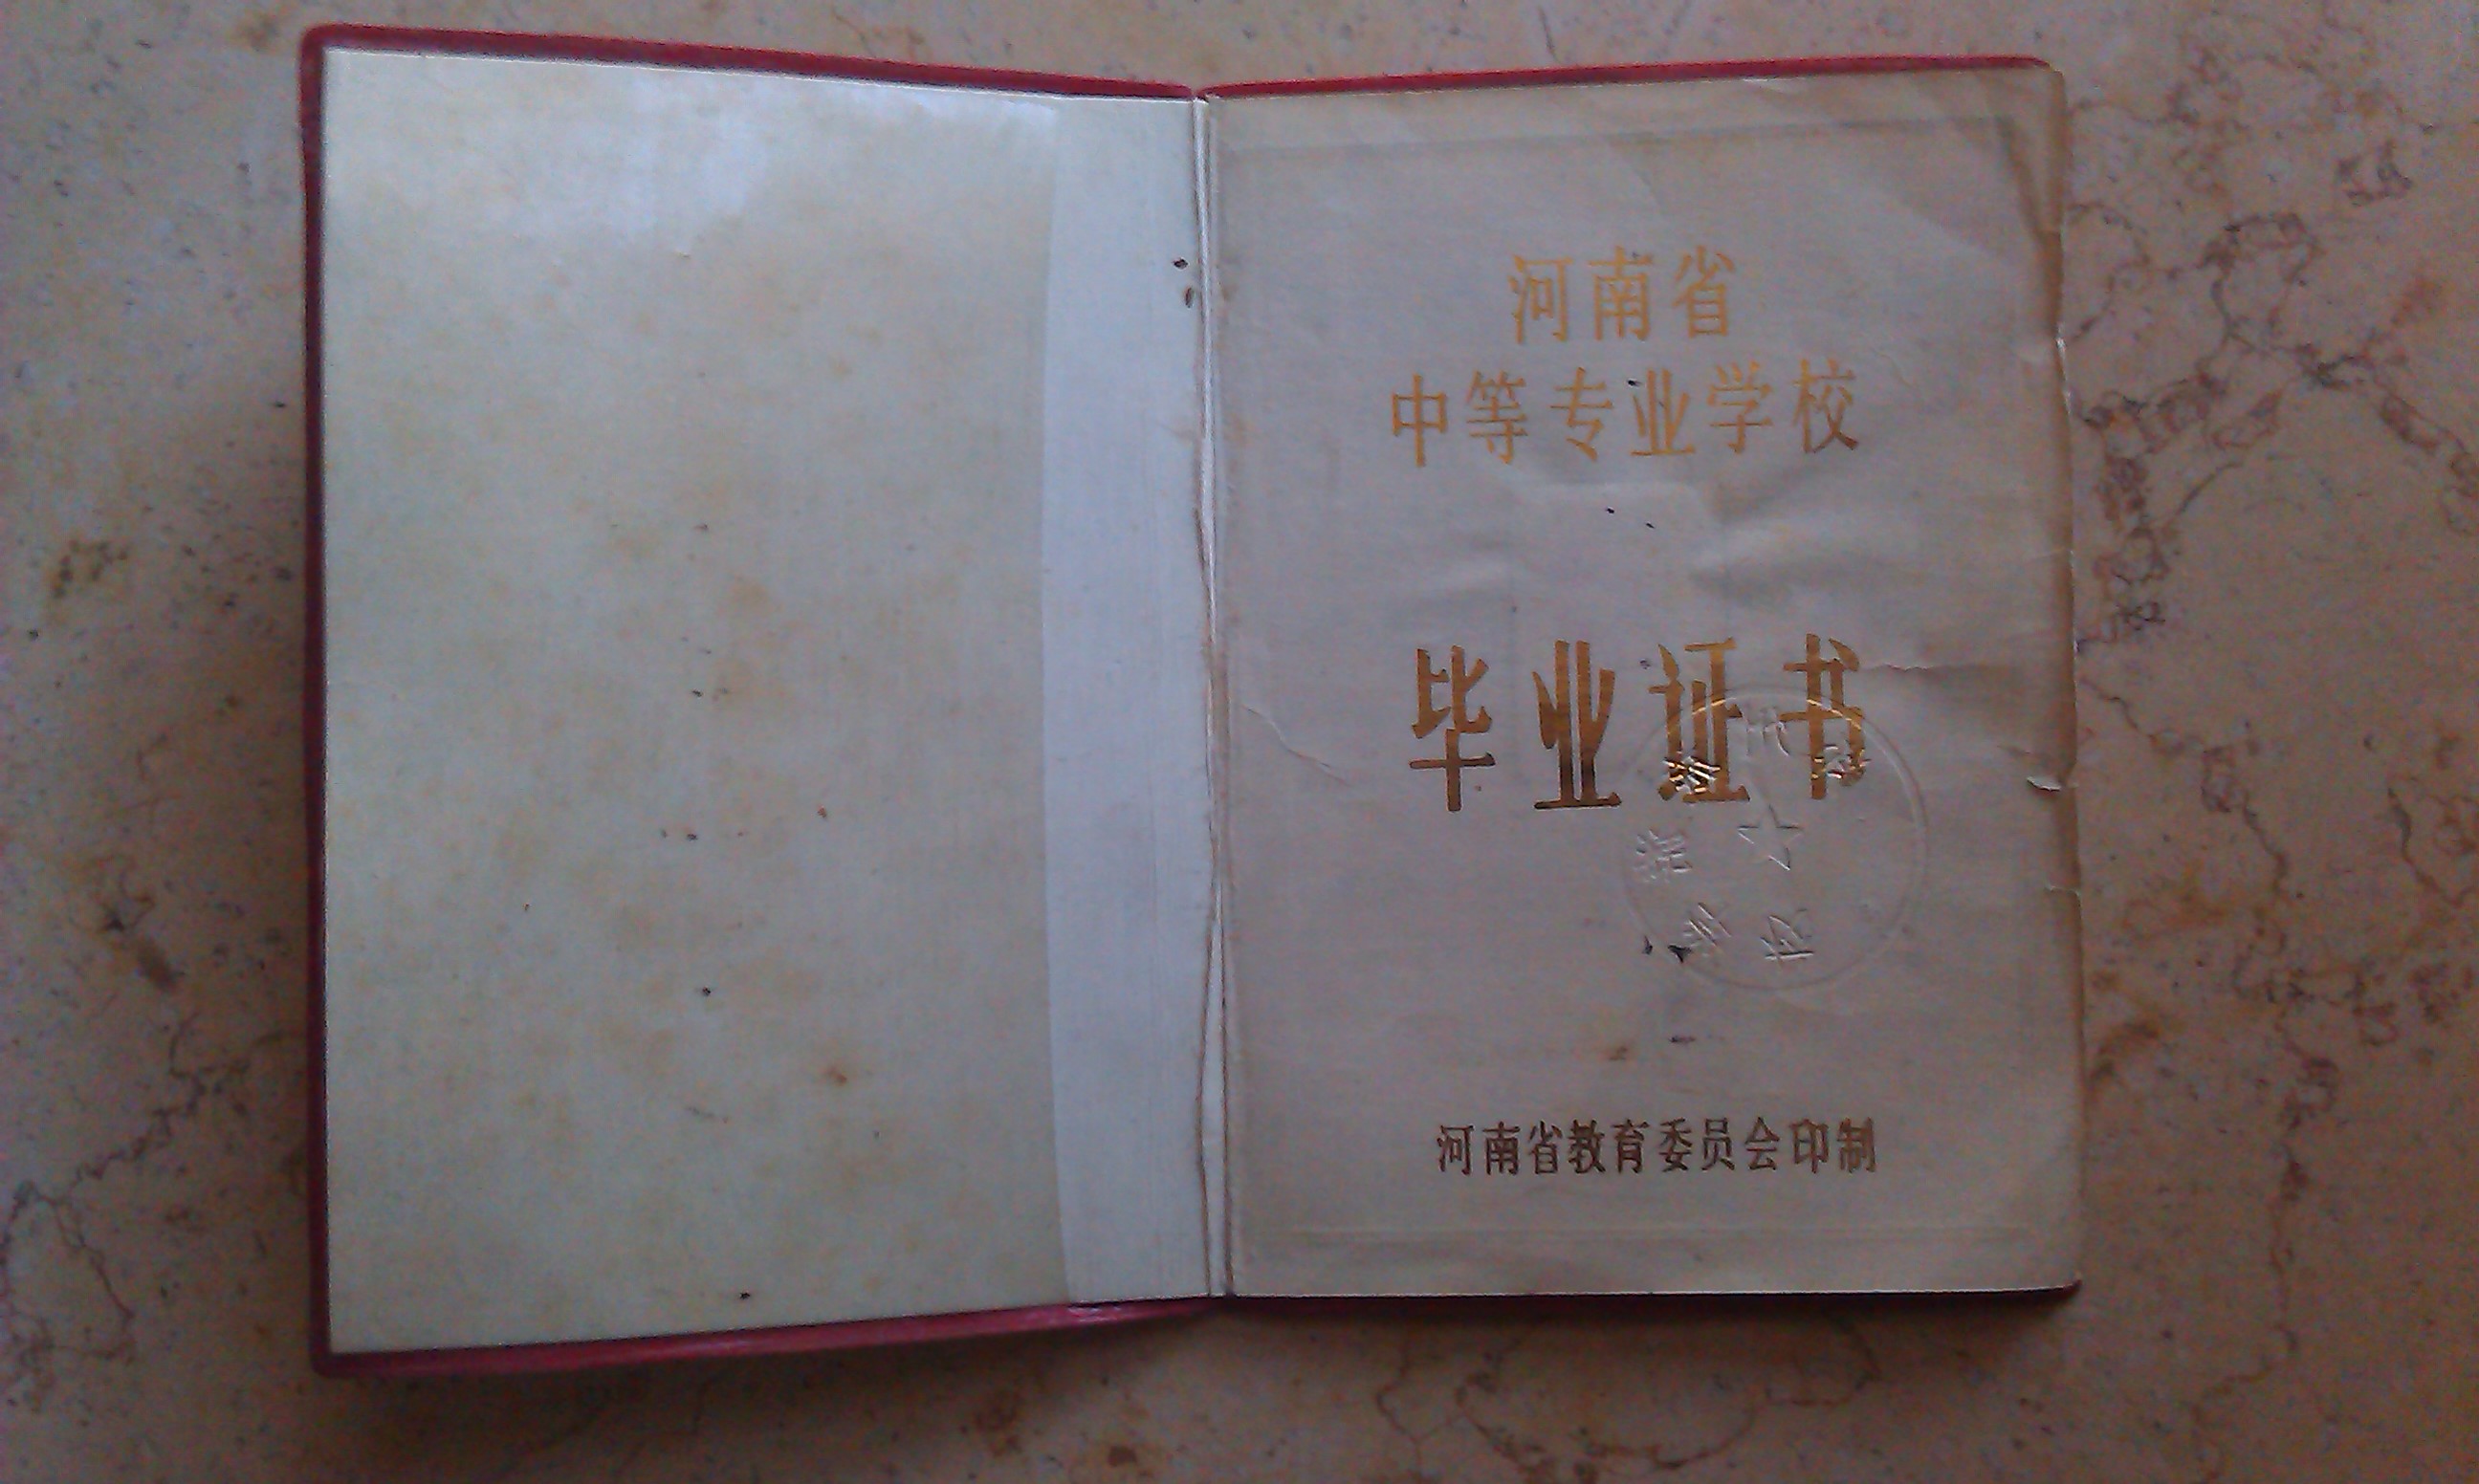 河南省
中等专业学校
毕业证书
河南省教育委员会印制